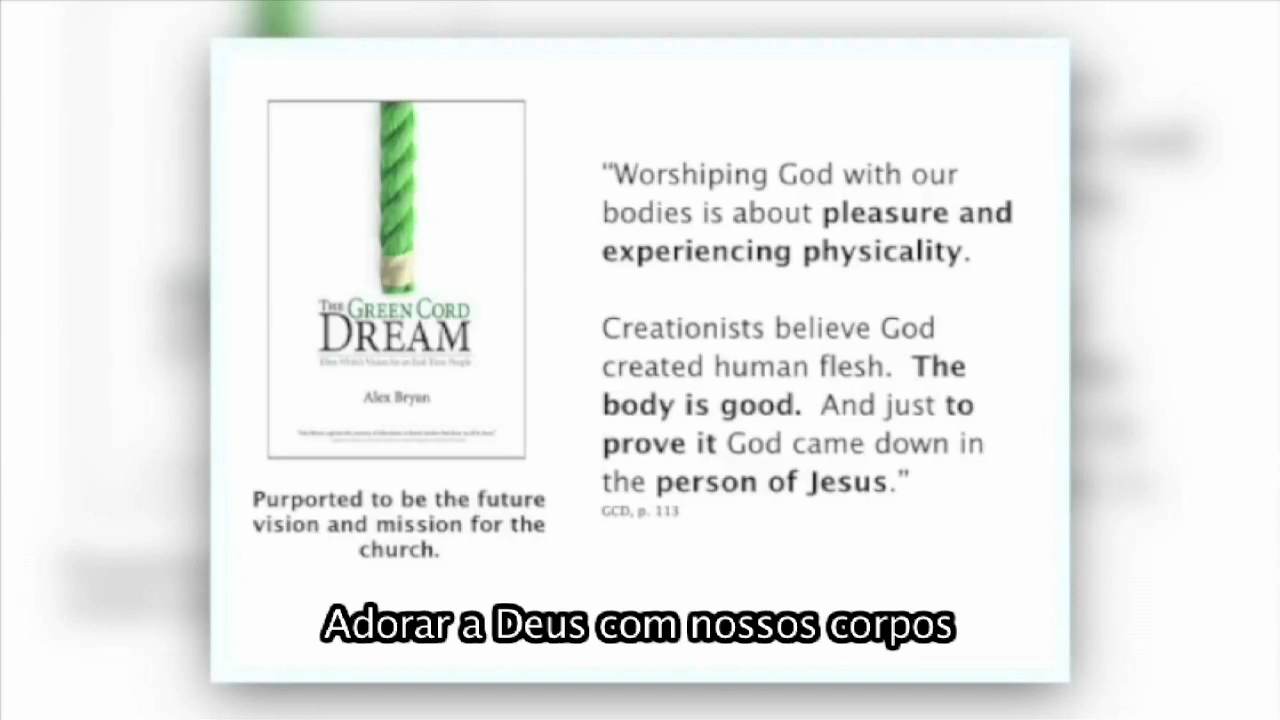 THE GREEN CORD
DREAM
Alex Bryan
Purported to be the future
vision and mission for the
church.
“Worshiping God with our
bodies is about pleasure and
experiencing physicality.
Creationists believe God
created human flesh. The
body is good. And just to
prove it God came down in
the person of Jesus.”
GCD, p. 113
Adorar a Deus com nossos corpos